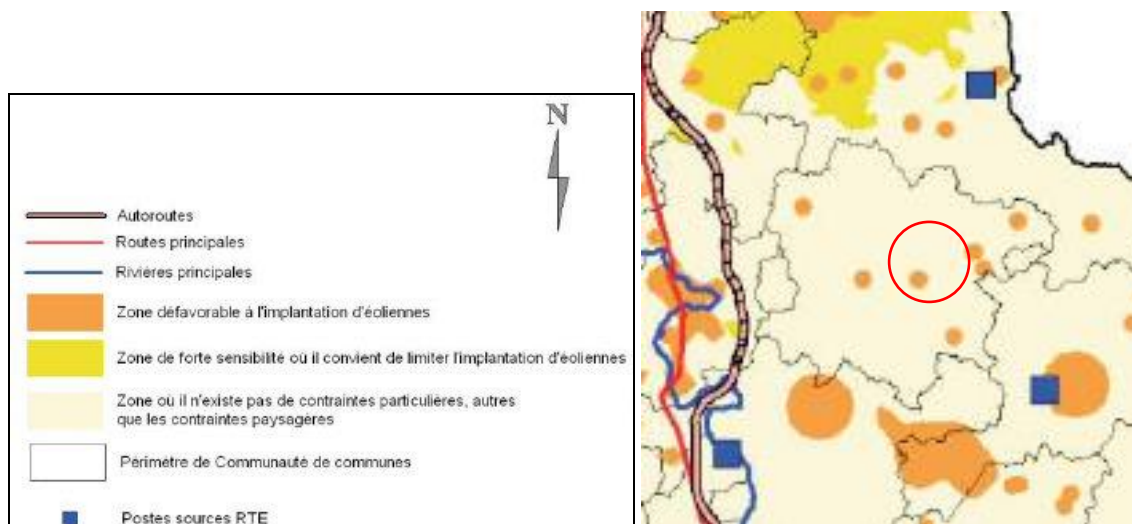 N
Autoroutes
Routes principales
Rivières principales
Zone défavorable à l'implantation d'éoliennes
Zone de forte sensibilité où il convient de limiter l'implantation d'éoliennes
Zone où il n'existe pas de contraintes particulières, autres
que les contraintes paysagères
Périmètre de Communauté de communes
Postes sources RTE